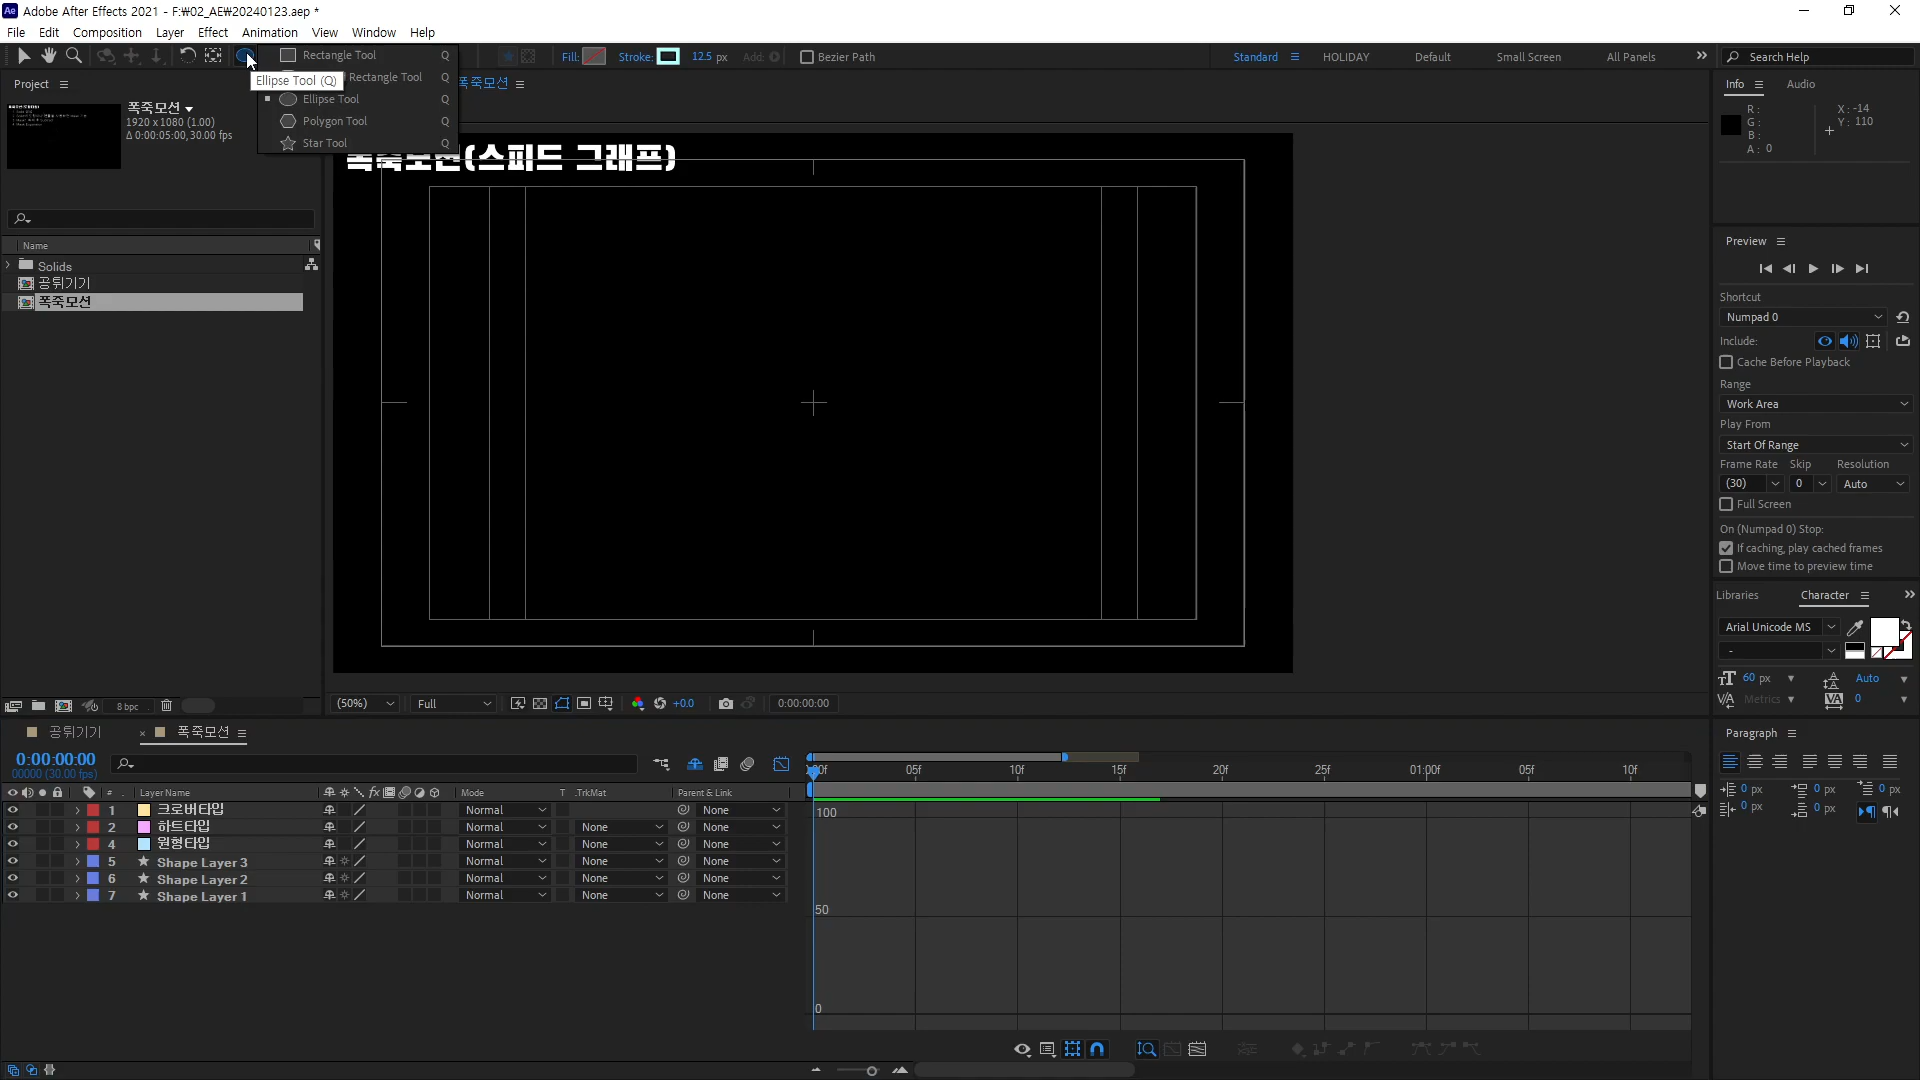 Adobe After Effects 2021 - F:₩02_AE₩20240123.aep *
File Edit Composition Layer Effect Animation View Window Help
Rectangle Tool Q
Fill: Stroke: 12.5 px Add: Bezier Path
Standard HOLIDAY Default Small Screen All Panels
Search Help
Ellipse Tool (Q)
Rectangle Tool Q
Ellipse Tool Q
Polygon Tool Q
Star Tool Q
Project
폭죽모션
폭죽모션
1920 x 1080 (1.00)
Δ 0:00:05:00, 30.00 fps
Name
Solids
공튀기기
폭죽모션
8 bpc
폭죽모션(스피드 그래프)
(50%) Full +0.0 0:00:00:00
Info Audio
R: X: -14
G: Y: 110
B:
A: 0
Preview
Shortcut
Numpad 0
Include:
Cache Before Playback
Range
Work Area
Play From
Start Of Range
Frame Rate Skip Resolution
(30) 0 Auto
Full Screen
On (Numpad 0) Stop:
If caching, play cached frames
Move time to preview time
Libraries Character
Arial Unicode MS
-
60 px Auto
Metrics 0
Paragraph
0 px 0 px 0 px
0 px 0 px
공튀기기 폭죽모션
0:00:00:00
00000 (30.00 fps)
# Layer Name fx Mode T .TrkMat Parent & Link
1 크로버타입 Normal None
2 하트타입 Normal None None
4 원형타입 Normal None None
5 Shape Layer 3 Normal None None
6 Shape Layer 2 Normal None None
7 Shape Layer 1 Normal None None
05f 10f 15f 20f 25f 01:00f 05f 10f
100
50
0